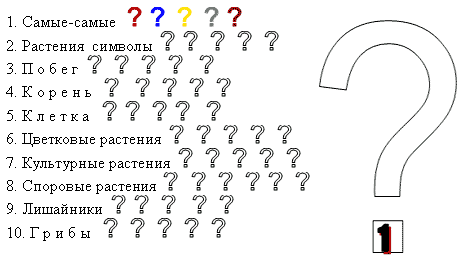 1. Самые-самые ? ? ? ? ?
2. Растения символы ? ? ? ? ?
3. П о б е г ? ? ? ? ?
4. К о р е н ь ? ? ? ? ?
5. К л е т к а ? ? ? ? ?
6. Цветковые растения ? ? ? ? ?
7. Культурные растения ? ? ? ? ?
8. Споровые растения ? ? ? ? ? ?
9. Лишайники ? ? ? ? ?
10. Г р и б ы ? ? ? ? ?
?
1